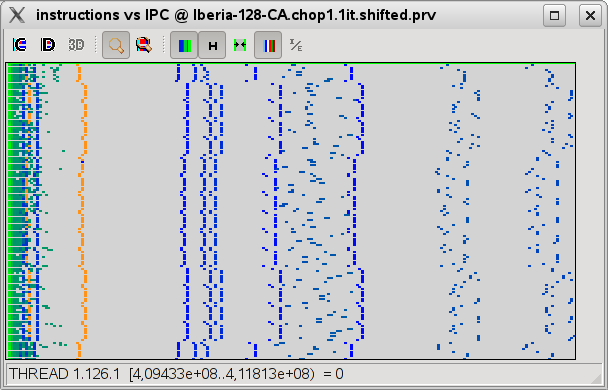 instructions vs IPC @ Iberia-128-CA.chop1.1it.shifted.prv
3D
H
THREAD 1.126.1 [4,09433e+08..4,11813e+08) = 0